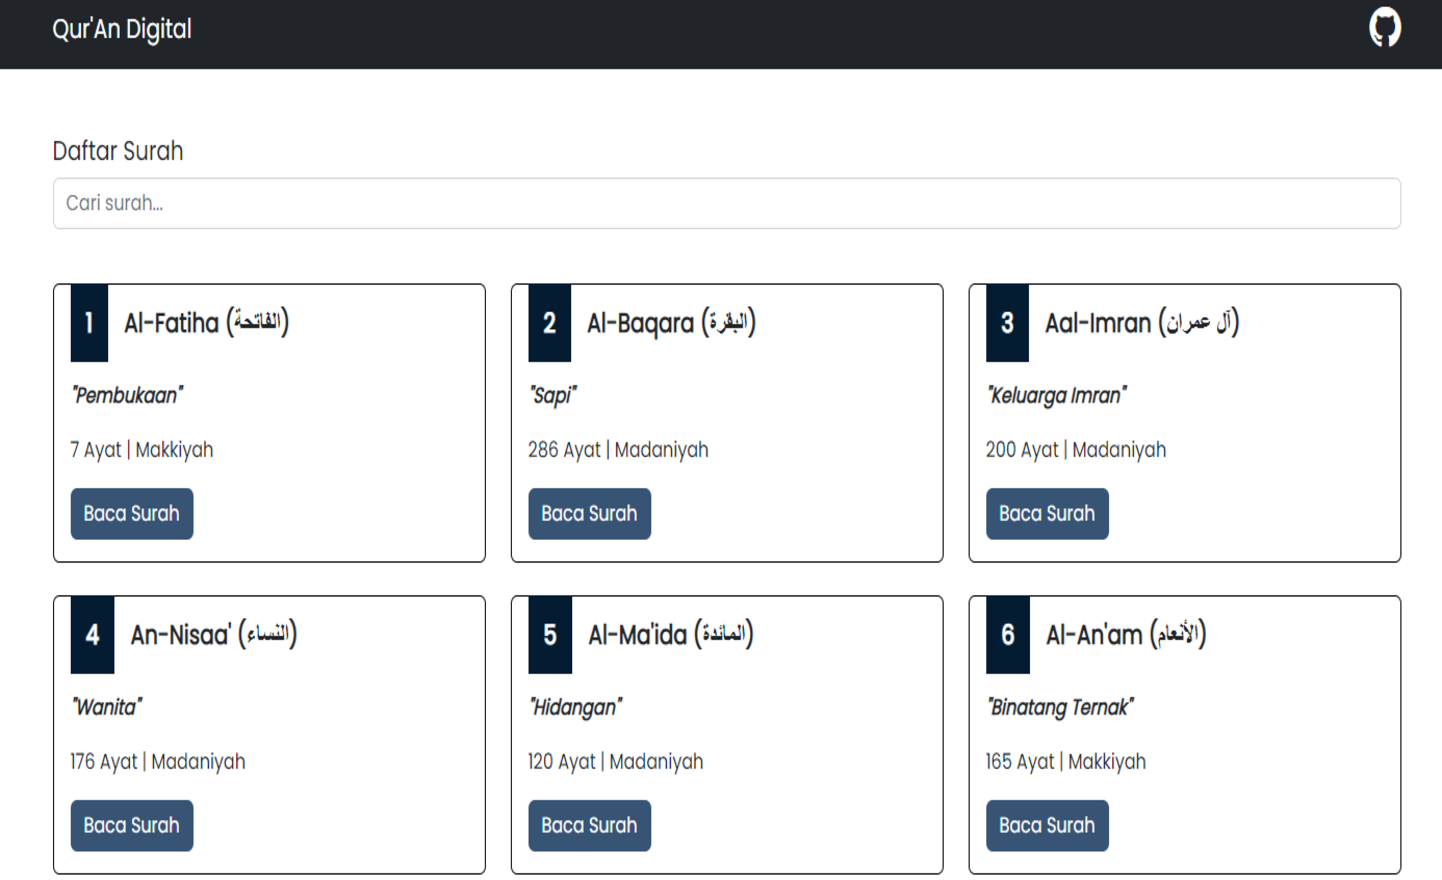 Qur'An Digital
Daftar Surah
Cari surah...
1 Al-Fatiha (الفاتحة)
"Pembukaan"
7 Ayat | Makkiyah
Baca Surah
2 Al-Baqara (البقرة)
"Sapi"
286 Ayat | Madaniyah
Baca Surah
3 Aal-Imran (آل عمران)
"Keluarga Imran"
200 Ayat | Madaniyah
Baca Surah
4 An-Nisaa' (النساء)
"Wanita"
176 Ayat | Madaniyah
Baca Surah
5 Al-Ma'ida (المائدة)
"Hidangan"
120 Ayat | Madaniyah
Baca Surah
6 Al-An'am (الأنعام)
"Binatang Ternak"
165 Ayat | Makkiyah
Baca Surah